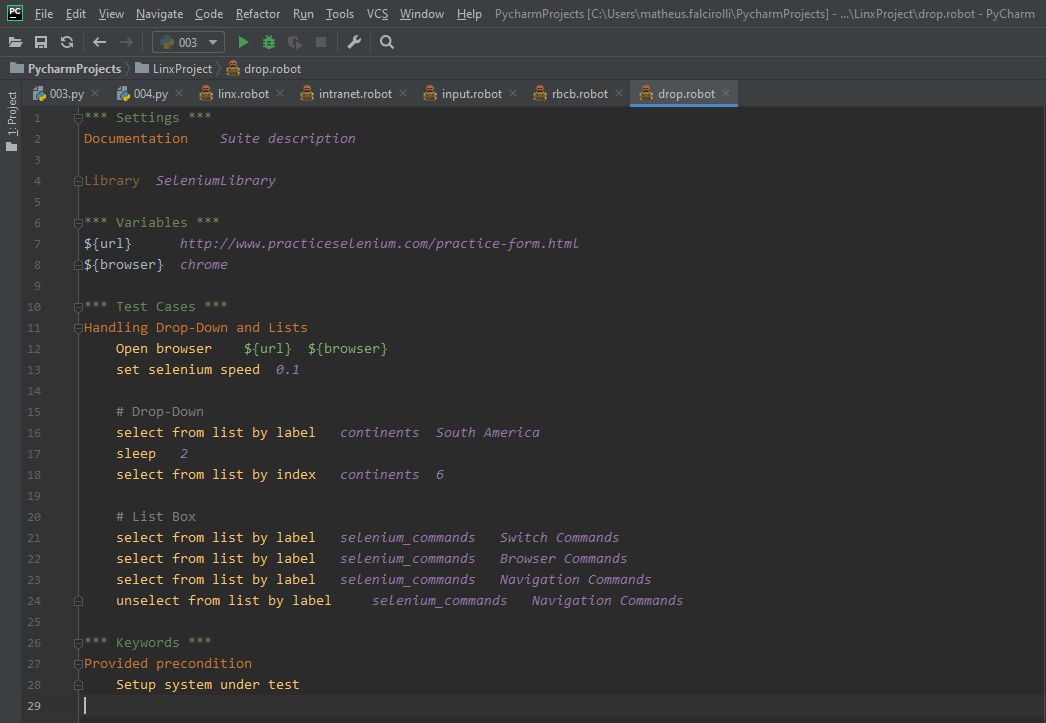 PC File Edit View Navigate Code Refactor Run Tools VCS Window Help PycharmProjects [C:\Users\matheus.falcirolli\PycharmProjects] - ...\LinxProject\drop.robot - PyCharm
003
PycharmProjects LinxProject drop.robot
1: Project
003.py 004.py linx.robot intranet.robot input.robot rbcb.robot drop.robot
1 *** Settings ***
2 Documentation    Suite description
3
4 Library  SeleniumLibrary
5
6 *** Variables ***
7 ${url}      http://www.practiceselenium.com/practice-form.html
8 ${browser}  chrome
9
10 *** Test Cases ***
11 Handling Drop-Down and Lists
12     Open browser    ${url}  ${browser}
13     set selenium speed  0.1
14
15     # Drop-Down
16     select from list by label   continents  South America
17     sleep   2
18     select from list by index   continents  6
19
20     # List Box
21     select from list by label   selenium_commands   Switch Commands
22     select from list by label   selenium_commands   Browser Commands
23     select from list by label   selenium_commands   Navigation Commands
24     unselect from list by label     selenium_commands   Navigation Commands
25
26 *** Keywords ***
27 Provided precondition
28     Setup system under test
29